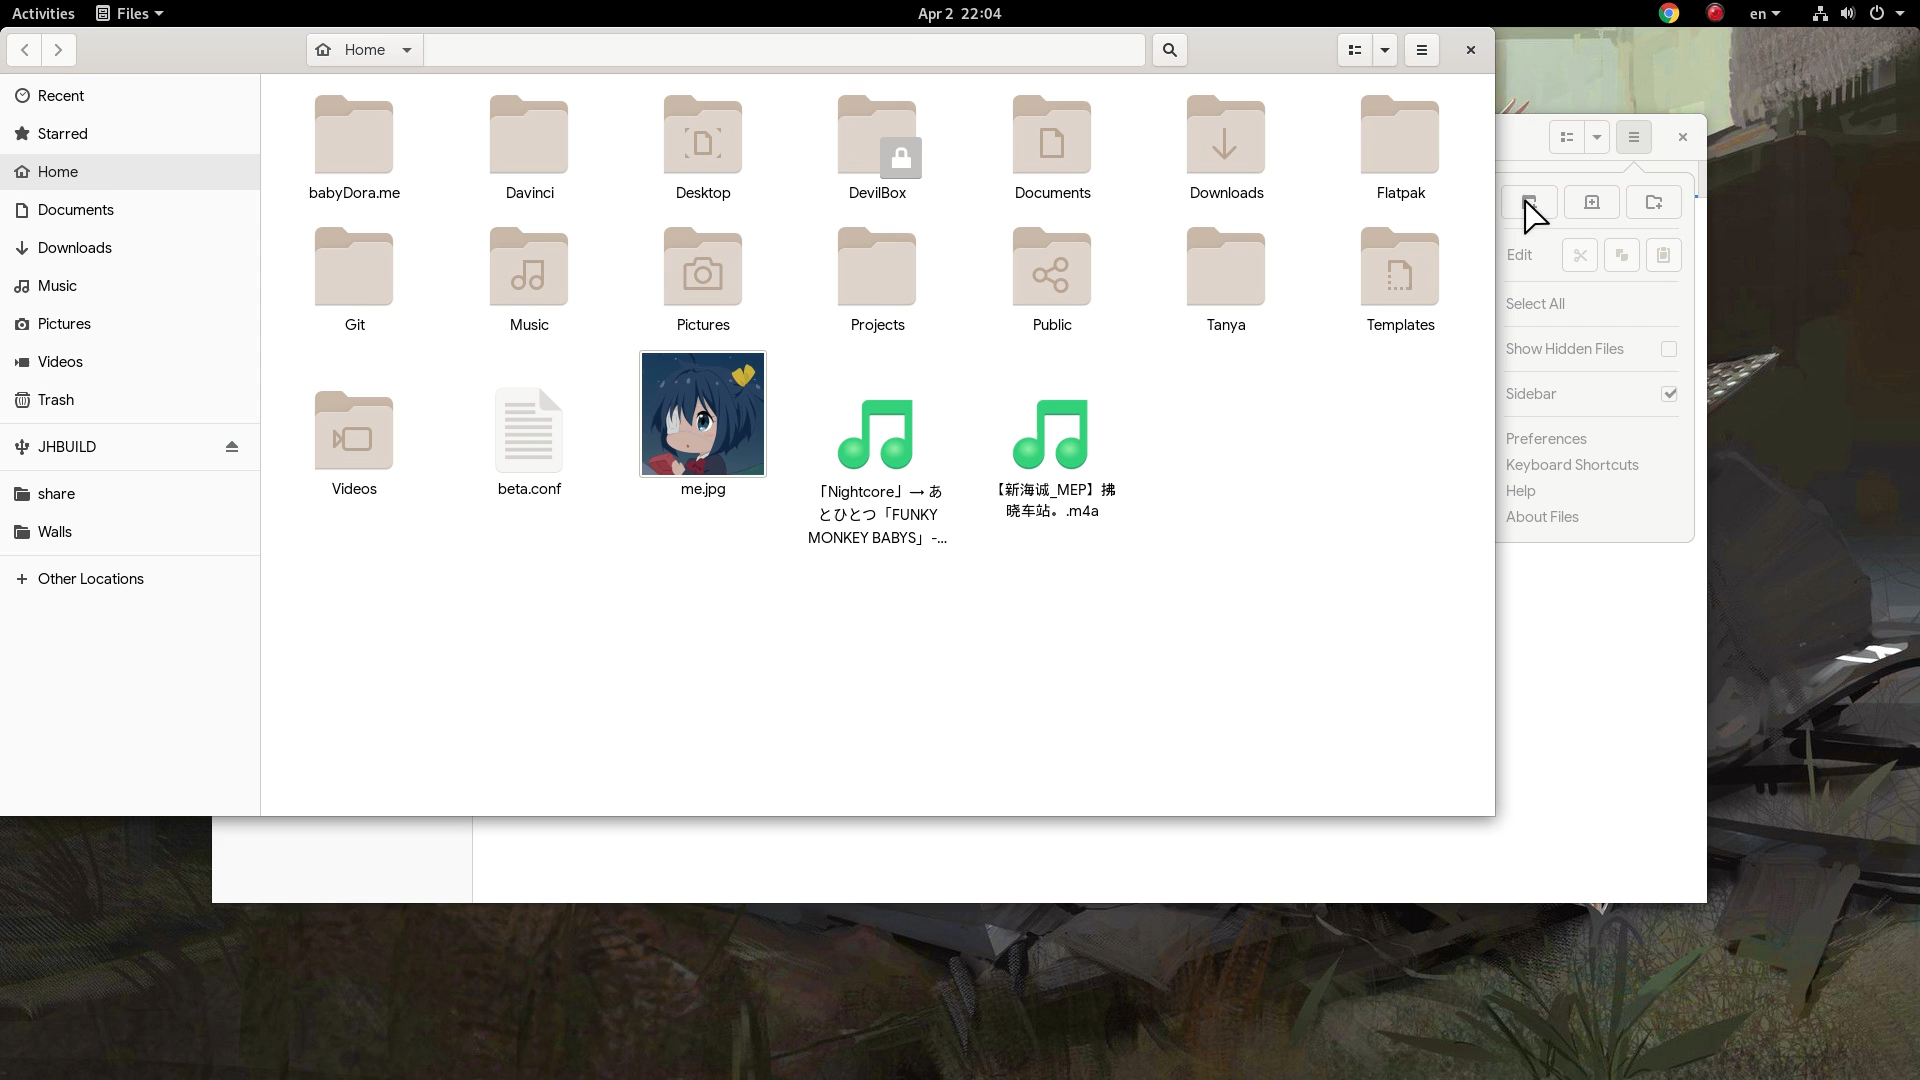 Activities Files Apr 2 22:04 en
Home
Recent
Starred
Home
Documents
Downloads
Music
Pictures
Videos
Trash
JHBUILD
share
Walls
Other Locations
babyDora.me Davinci Desktop DevilBox Documents Downloads Flatpak
Git Music Pictures Projects Public Tanya Templates
Videos beta.conf me.jpg
「Nightcore」→ あ
とひとつ「FUNKY
MONKEY BABYS」-...
【新海诚_MEP】拂
晓车站。.m4a
Edit
Select All
Show Hidden Files
Sidebar
Preferences
Keyboard Shortcuts
Help
About Files